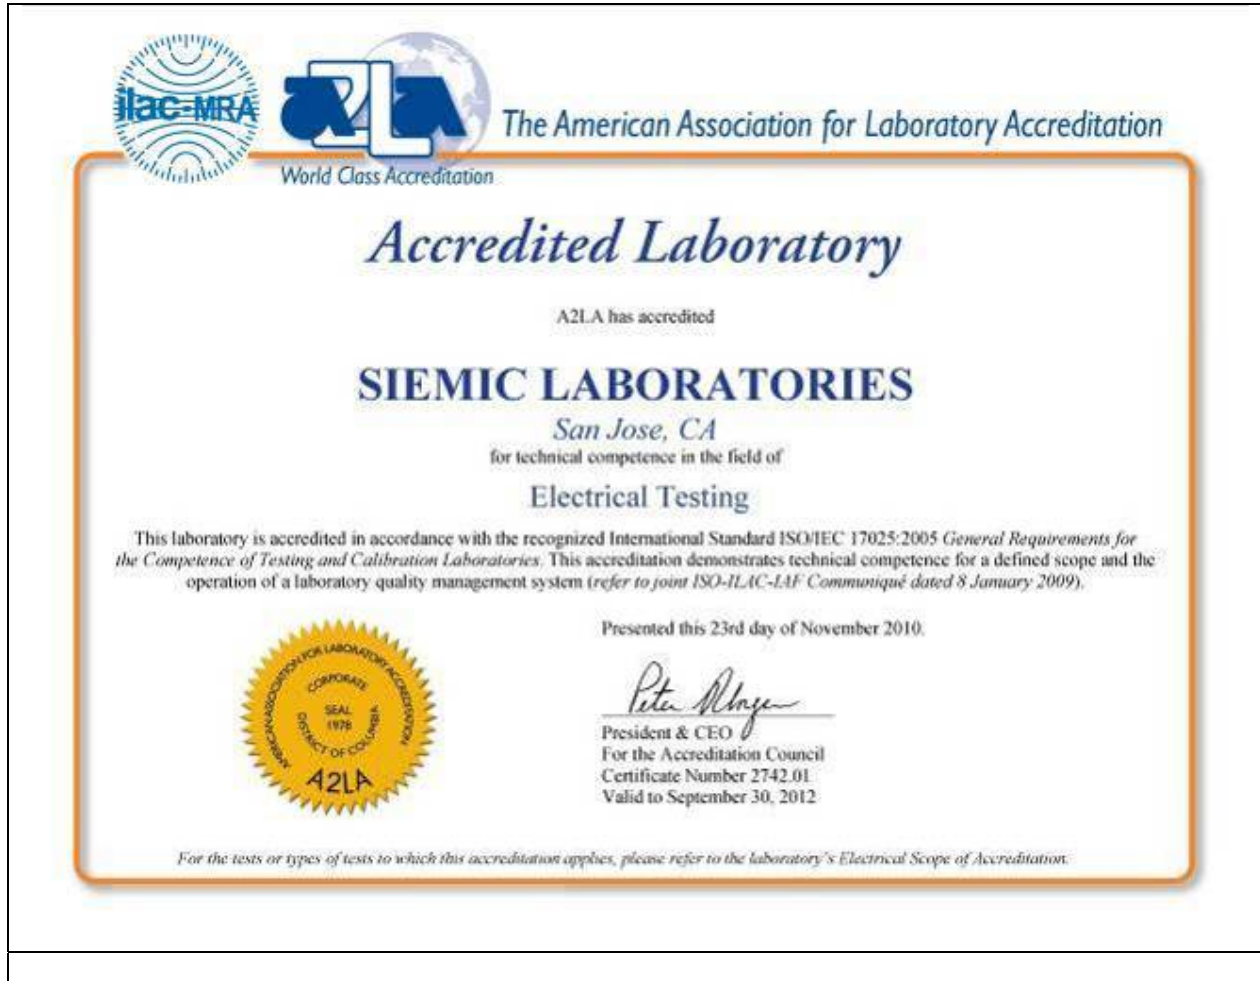 ilac-MRA
A2LA
The American Association for Laboratory Accreditation
World Class Accreditation
Accredited Laboratory
A2LA has accredited
SIEMIC LABORATORIES
San Jose, CA
for technical competence in the field of
Electrical Testing
This laboratory is accredited in accordance with the recognized International Standard ISO/IEC 17025:2005 General Requirements for
the Competence of Testing and Calibration Laboratories. This accreditation demonstrates technical competence for a defined scope and the
operation of a laboratory quality management system (refer to joint ISO-ILAC-IAF Communiqué dated 8 January 2009).
Presented this 23rd day of November 2010.
AMERICAN ASSOCIATION FOR LABORATORY ACCREDITATION
CORPORATE
SEAL
1978
DISTRICT OF COLUMBIA
A2LA
Peter
President & CEO
For the Accreditation Council
Certificate Number 2742.01
Valid to September 30, 2012
For the tests or types of tests to which this accreditation applies, please refer to the laboratory's Electrical Scope of Accreditation.